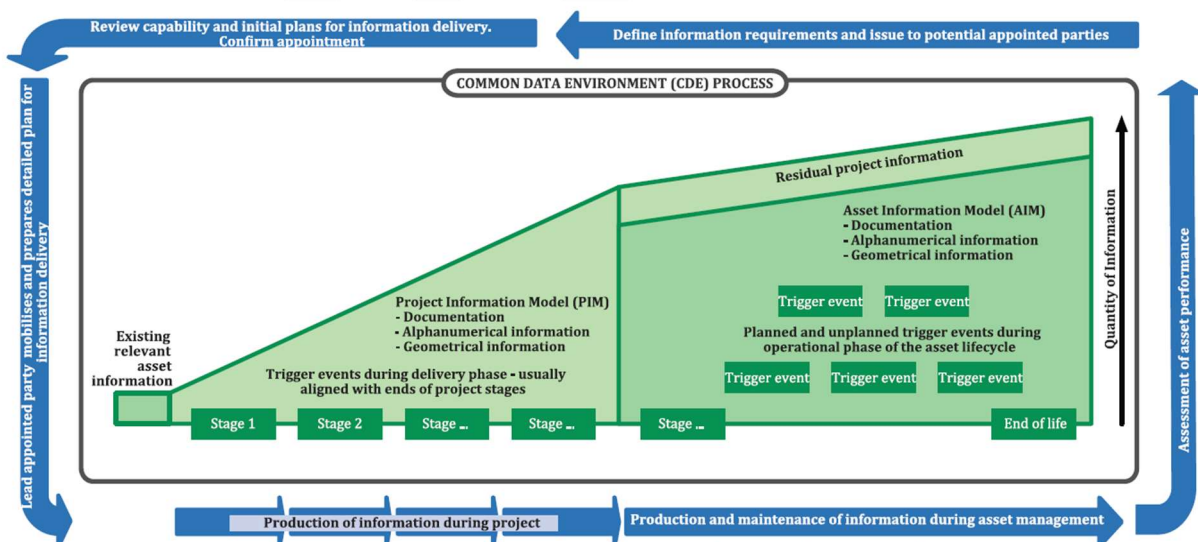 Review capability and initial plans for information delivery.
Confirm appointment
Define information requirements and issue to potential appointed parties
COMMON DATA ENVIRONMENT (CDE) PROCESS
Lead appointed party mobilises and prepares detailed plan for
information delivery
Residual project information
Asset Information Model (AIM)
- Documentation
- Alphanumerical information
- Geometrical information
Quantity of Information
Assessment of asset performance
Project Information Model (PIM)
- Documentation
- Alphanumerical information
- Geometrical information
Trigger event
Trigger event
Planned and unplanned trigger events during
operational phase of the asset lifecycle
Trigger event
Trigger event
Trigger event
Existing
relevant
asset
information
Trigger events during delivery phase - usually
aligned with ends of project stages
Stage 1
Stage 2
Stage ...
Stage ...
Stage ...
End of life
Production of information during project
Production and maintenance of information during asset management